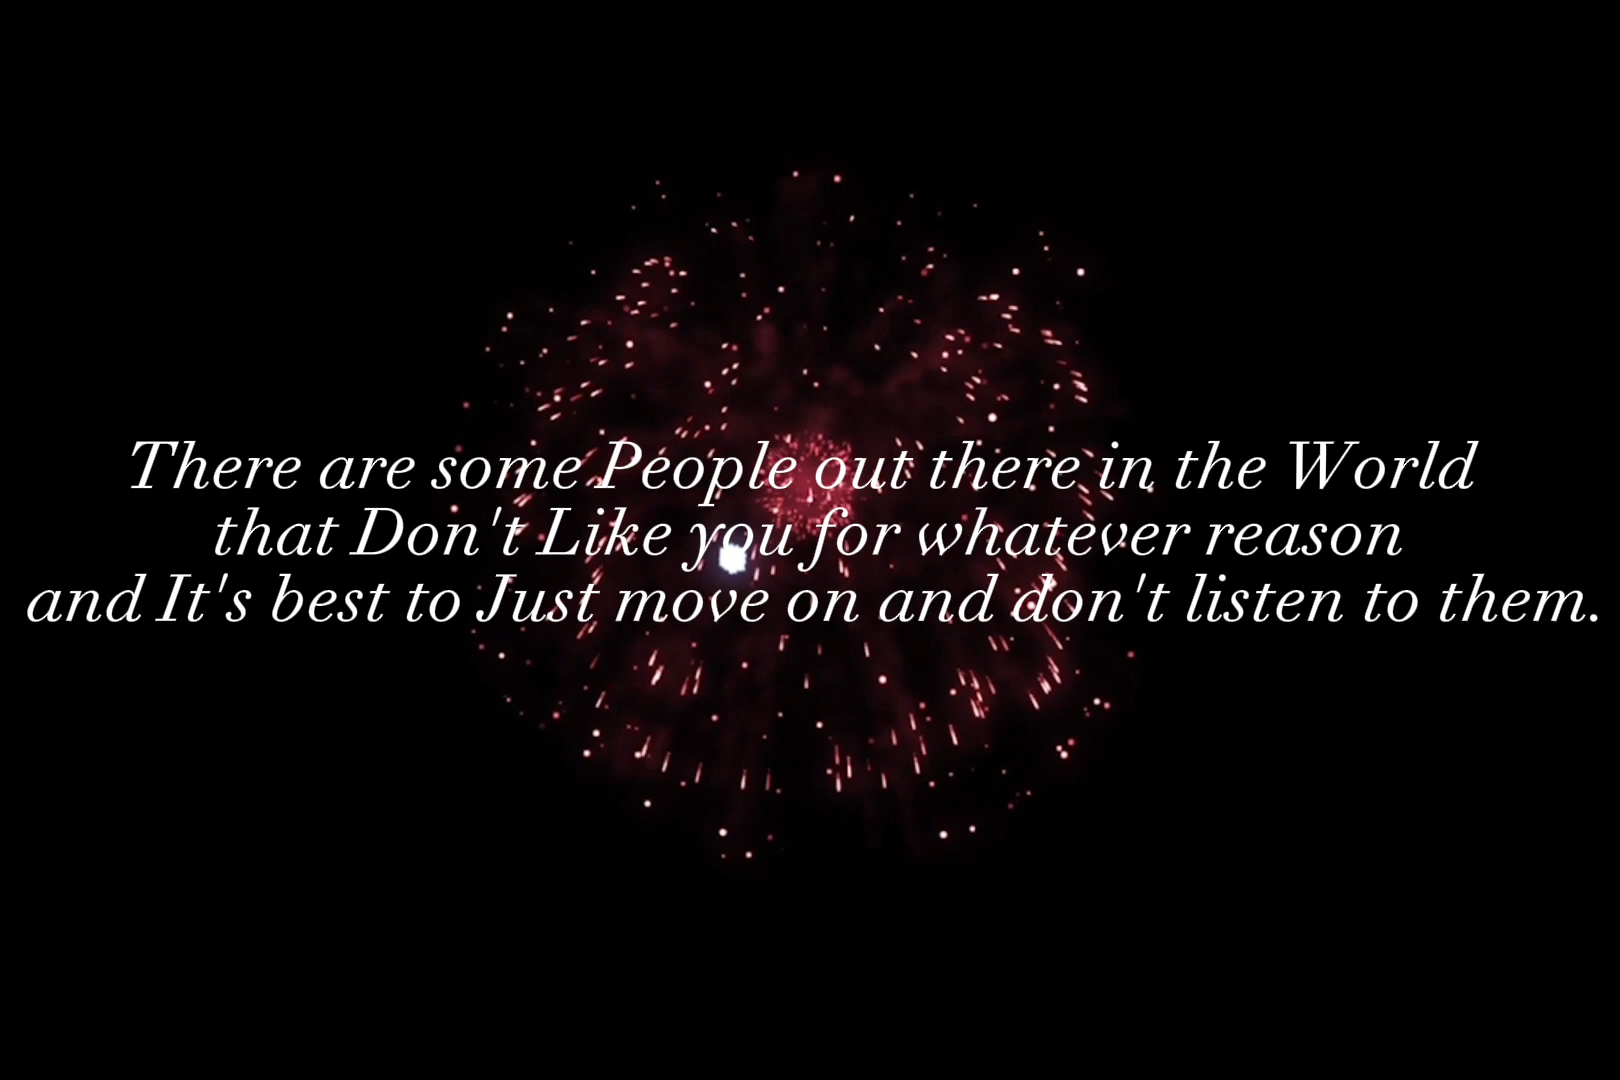 There are some People out there in the World
that Don't Like you for whatever reason
and It's best to Just move on and don't listen to them.